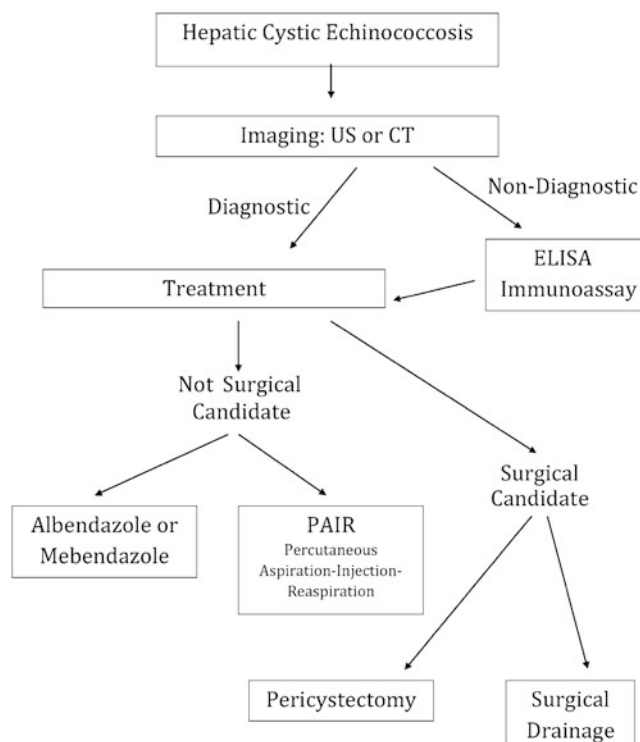 Hepatic Cystic Echinococcosis
Imaging: US or CT
Diagnostic
Non-Diagnostic
ELISA
Immunoassay
Treatment
Not Surgical
Candidate
Surgical
Candidate
Albendazole or
Mebendazole
PAIR
Percutaneous
Aspiration-Injection-
Reaspiration
Pericystectomy
Surgical
Drainage